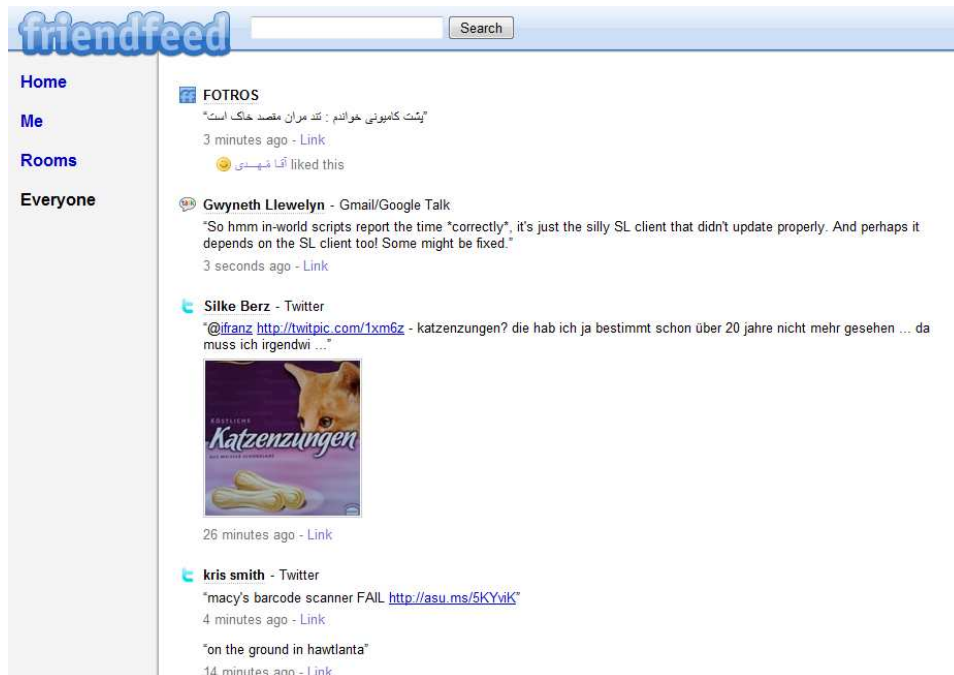 friendfeed
Search
Home
Me
Rooms
Everyone
FOTROS
“پشت کامیونی خواندم : تند مران مقصد خاک است”
3 minutes ago - Link
آقا مَهـدی liked this
Gwyneth Llewelyn - Gmail/Google Talk
“So hmm in-world scripts report the time *correctly*, it's just the silly SL client that didn't update properly. And perhaps it
depends on the SL client too! Some might be fixed.”
3 seconds ago - Link
Silke Berz - Twitter
“@ifranz http://twitpic.com/1xm6z - katzenzungen? die hab ich ja bestimmt schon über 20 jahre nicht mehr gesehen ... da
muss ich irgendwi ...”
KÖSTLICHE
Katzenzungen
AUS WEISSER SCHOKOLADE
26 minutes ago - Link
kris smith - Twitter
“macy's barcode scanner FAIL http://asu.ms/5KYviK”
4 minutes ago - Link
“on the ground in hawtlanta”
14 minutes ago - Link